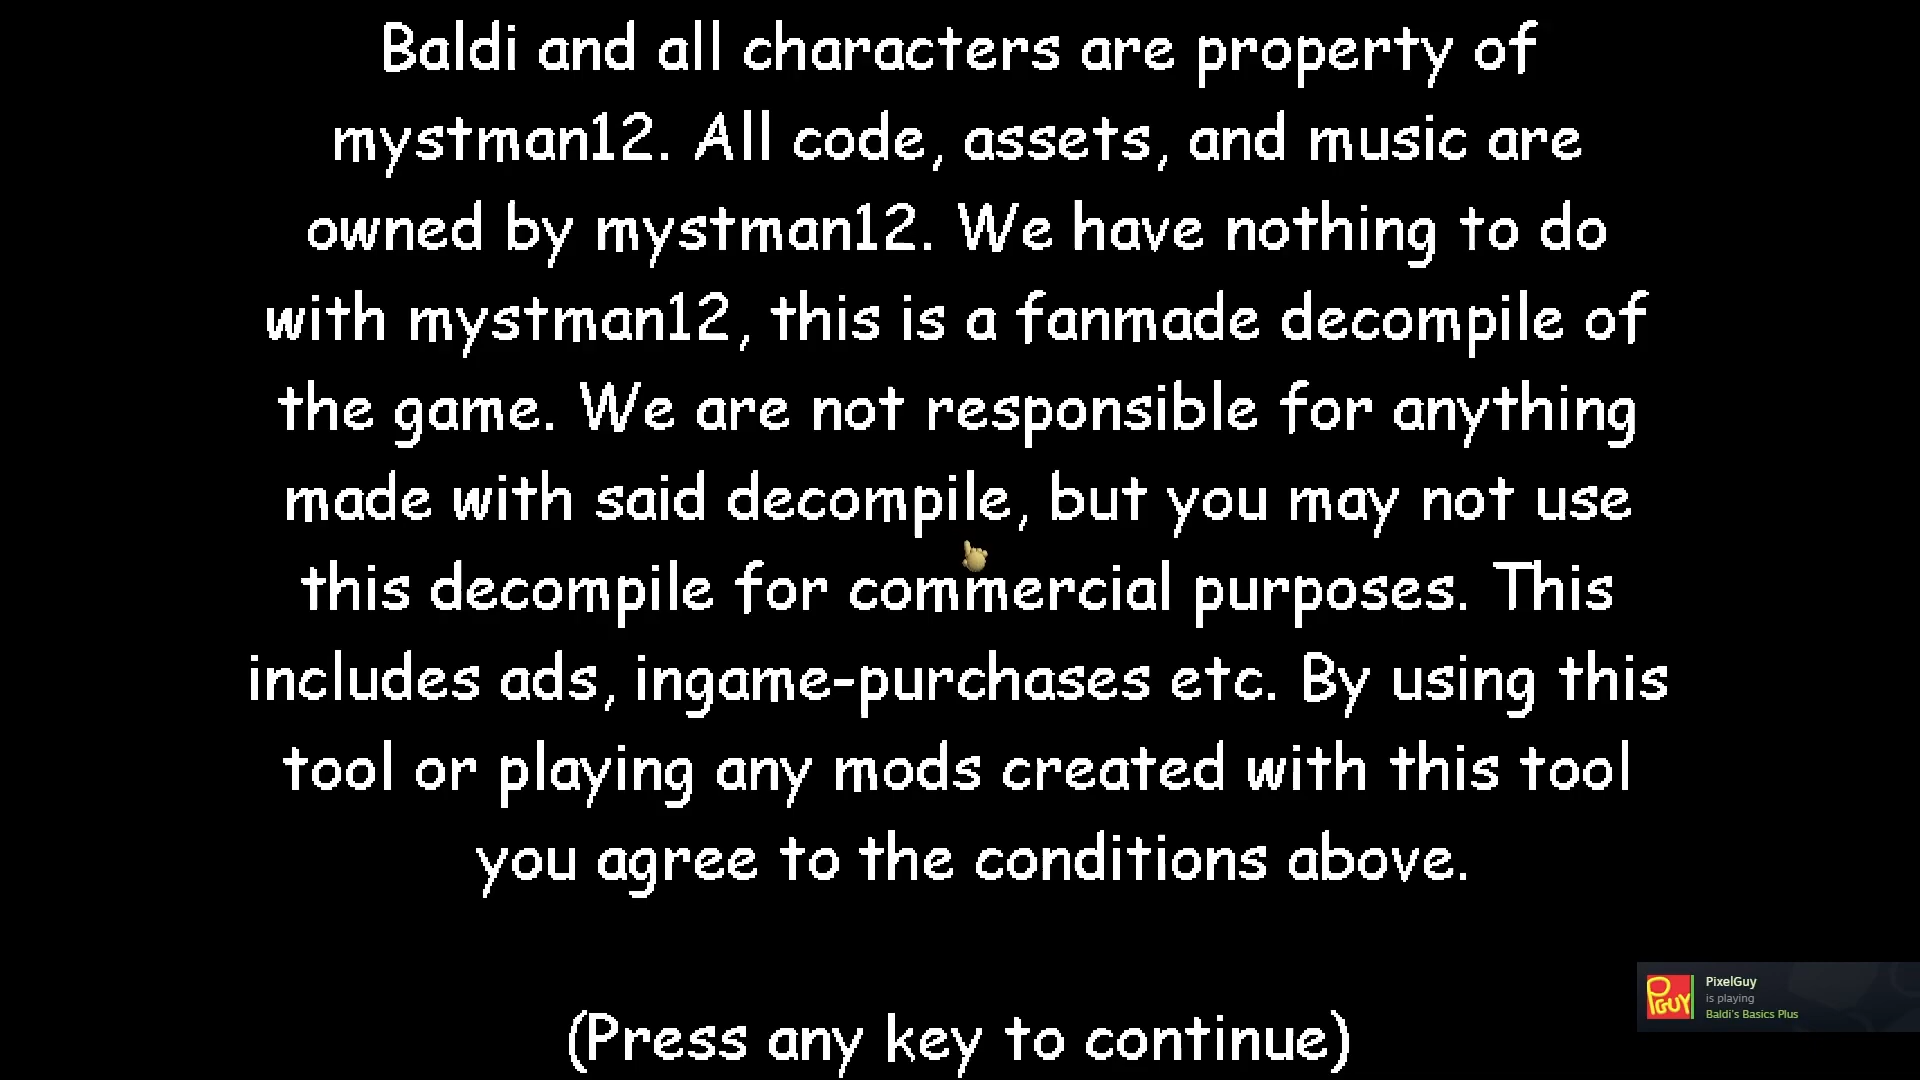 Baldi and all characters are property of
mystman12. All code, assets, and music are
owned by mystman12. We have nothing to do
with mystman12, this is a fanmade decompile of
the game. We are not responsible for anything
made with said decompile, but you may not use
this decompile for commercial purposes. This
includes ads, ingame-purchases etc. By using this
tool or playing any mods created with this tool
you agree to the conditions above.
(Press any key to continue)
PGUY
PixelGuy
is playing
Baldi's Basics Plus